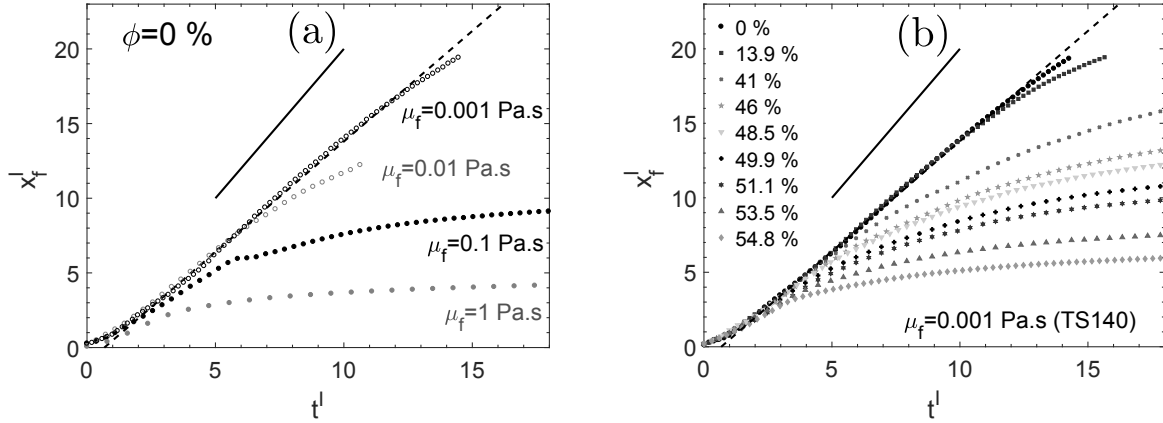 ϕ=0 %
(a)
μ_f=0.001 Pa.s
μ_f=0.01 Pa.s
μ_f=0.1 Pa.s
μ_f=1 Pa.s
x_f^I
20
15
10
5
0
0
5
10
15
t^I
(b)
0 %
13.9 %
41 %
46 %
48.5 %
49.9 %
51.1 %
53.5 %
54.8 %
μ_f=0.001 Pa.s (TS140)
x_f^I
20
15
10
5
0
0
5
10
15
t^I